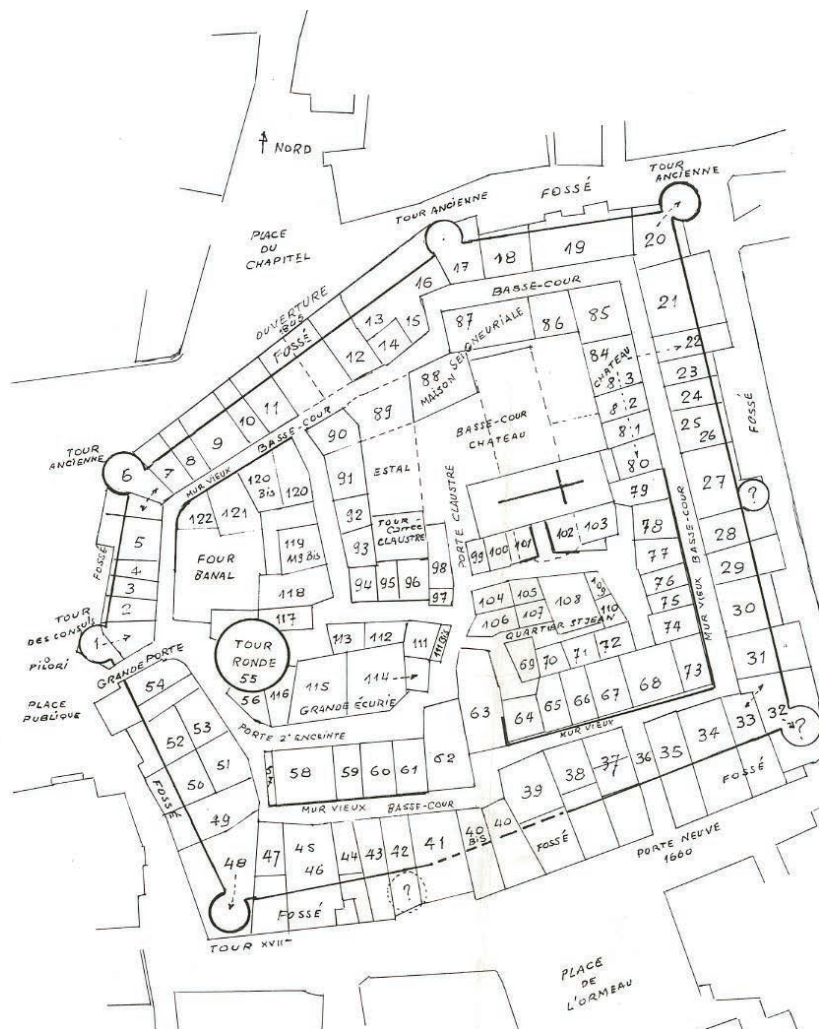 NORD
TOUR
ANCIENNE
FOSSÉ
TOUR ANCIENNE
PLACE
DU
CHAPITEL
OUVERTURE
FOSSÉ
16
17
18
19
20
BASSE-COUR
13
15
14
12
11
10
9
8
7
6
TOUR
ANCIENNE
BASSE-COUR
MUR VIEUX
87
86
85
21
MAISON SEIGNEURIALE
88
89
84
CHATEAU
22
83
82
81
80
23
24
25
26
FOSSÉ
BASSE-COUR
CHATEAU
90
91
92
93
ESTAL
PORTE CLAUSTRE
120
Bis
120
121
122
5
4
3
2
FOSSÉ
FOUR
BANAL
119
118
117
94
95
96
97
98
99
100
101
102
103
79
78
77
76
75
74
27
?
28
29
30
31
MUR VIEUX BASSE-COUR
104
105
106
107
108
109
110
QUARTIER ST JEAN
69
70
71
72
73
TOUR
DES CONSULS
1
PILORI
GRANDE PORTE
PLACE
PUBLIQUE
TOUR
RONDE
55
113
112
111
111 Bis
56
116
115
114
GRANDE ÉCURIE
PORTE 2e ENCEINTE
63
64
65
66
67
68
MUR VIEUX
62
58
59
60
61
MUR VIEUX BASSE-COUR
54
53
52
51
50
49
FOSSÉ
48
47
45
46
44
43
42
41
40
BIS
40
39
38
37
36
35
34
33
32
?
FOSSÉ
FOSSÉ
?
FOSSÉ
TOUR XVII
PORTE NEUVE
1660
PLACE
DE
L'ORMEAU